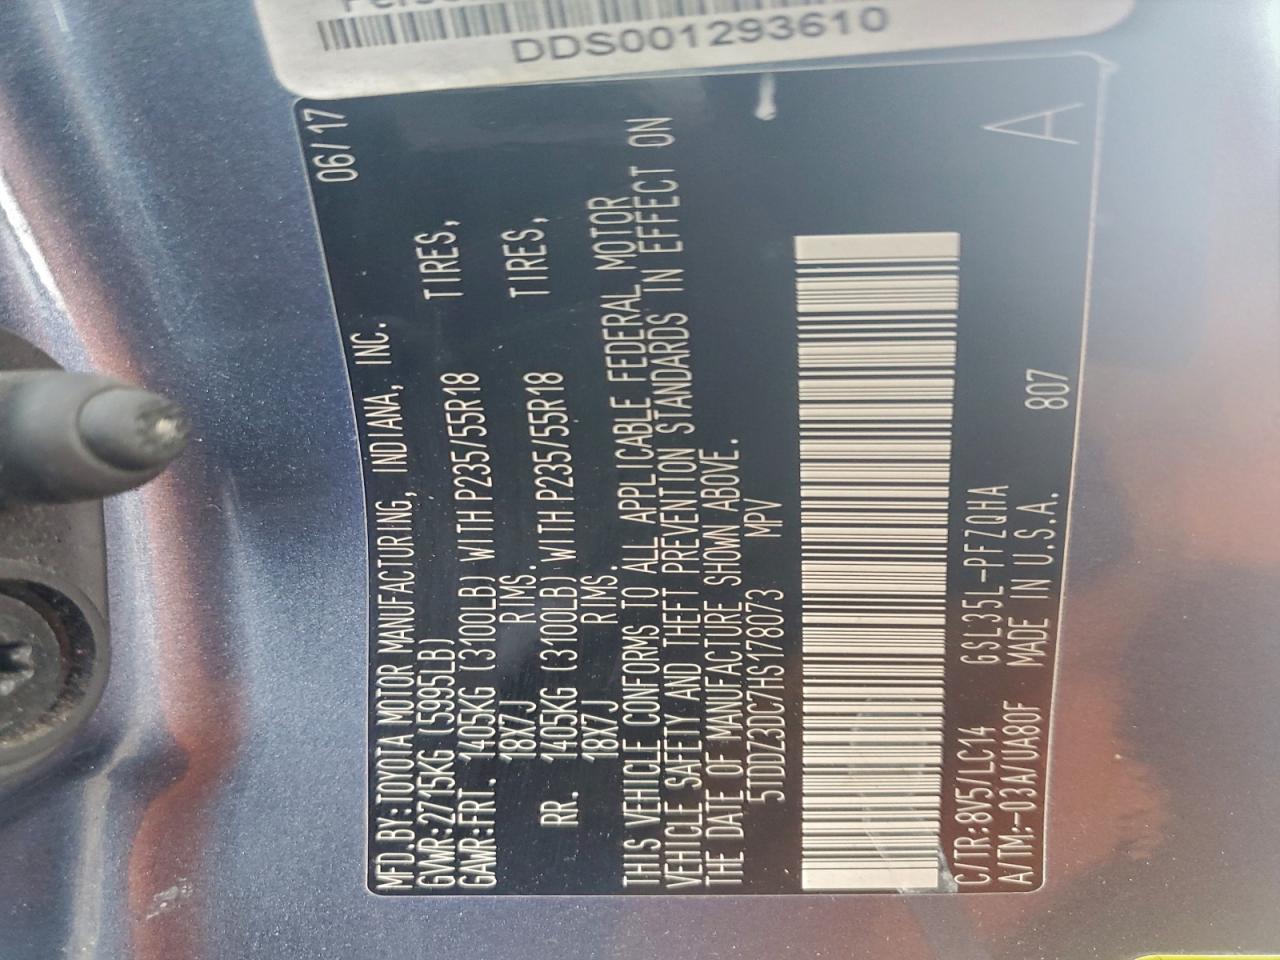 DDS001293610
06/17
MFD.BY:TOYOTA MOTOR MANUFACTURING, INDIANA, INC.
GVWR:2715KG (5995LB)
GAWR:FRT. 1405KG (3100LB) WITH P235/55R18 TIRES,
18X7J RIMS.
RR. 1405KG (3100LB) WITH P235/55R18 TIRES,
18X7J RIMS.
THIS VEHICLE CONFORMS TO ALL APPLICABLE FEDERAL MOTOR
VEHICLE SAFETY AND THEFT PREVENTION STANDARDS IN EFFECT ON
THE DATE OF MANUFACTURE SHOWN ABOVE.
5TDDZ3DC7HS178073 MPV
C/TR:8V5/LC14 GSL35L-PFZQHA
A/TM:-03A/UA80F MADE IN U.S.A. 807
A